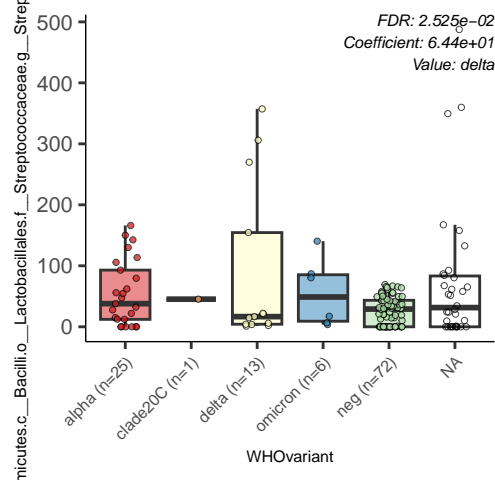 micutes.c__Bacilli.o__Lactobacillales.f__Streptococcaceae.g__Strep
FDR: 2.525e−02
Coefficient: 6.44e+01
Value: delta
500
400
300
200
100
0
alpha (n=25)
clade20C (n=1)
delta (n=13)
omicron (n=6)
neg (n=72)
NA
WHOvariant